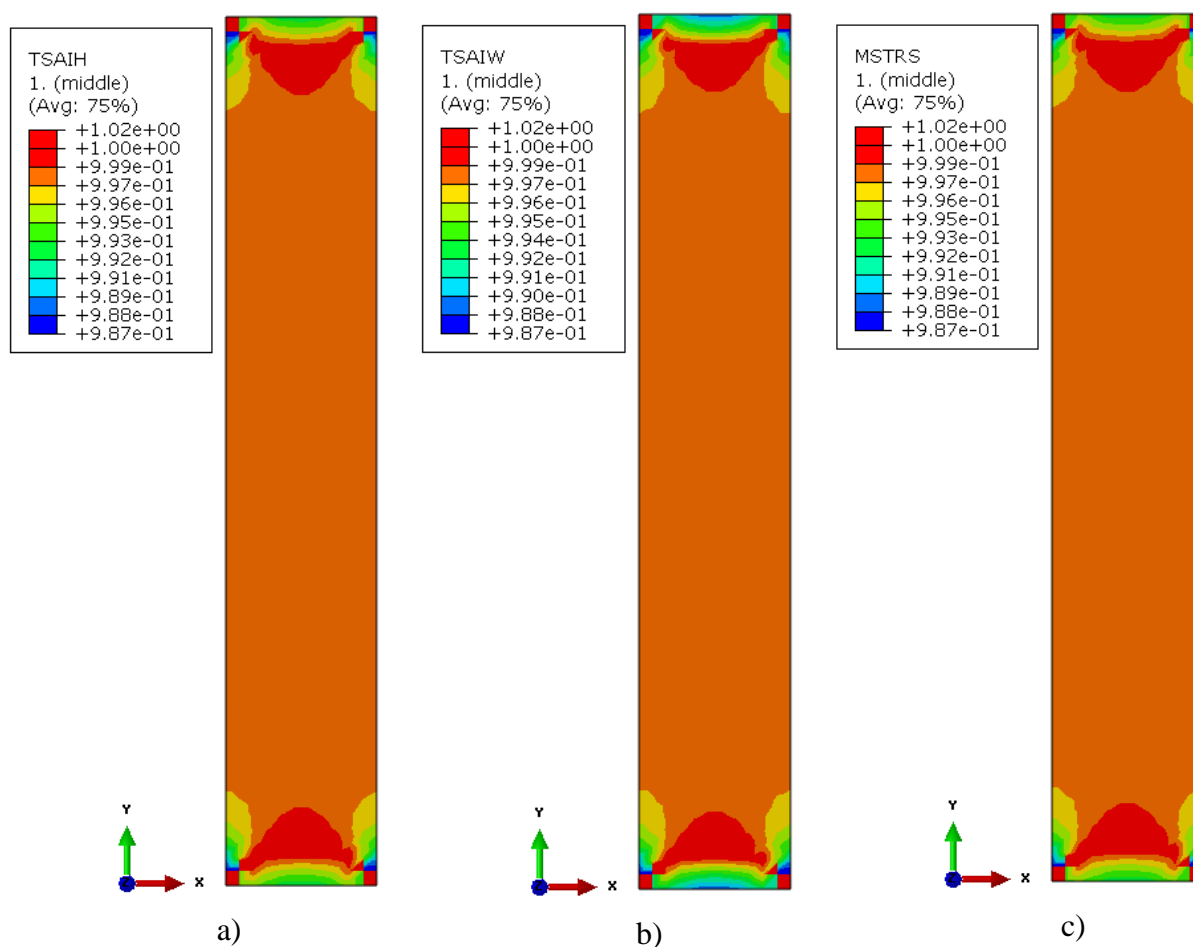 TSAIH
1. (middle)
(Avg: 75%)
+1.02e+00
+1.00e+00
+9.99e-01
+9.97e-01
+9.96e-01
+9.95e-01
+9.93e-01
+9.92e-01
+9.91e-01
+9.89e-01
+9.88e-01
+9.87e-01
Y
Z
X
a)
TSAIW
1. (middle)
(Avg: 75%)
+1.02e+00
+1.00e+00
+9.99e-01
+9.97e-01
+9.96e-01
+9.95e-01
+9.94e-01
+9.92e-01
+9.91e-01
+9.90e-01
+9.88e-01
+9.87e-01
Y
Z
X
b)
MSTRS
1. (middle)
(Avg: 75%)
+1.02e+00
+1.00e+00
+9.99e-01
+9.97e-01
+9.96e-01
+9.95e-01
+9.93e-01
+9.92e-01
+9.91e-01
+9.89e-01
+9.88e-01
+9.87e-01
Y
Z
X
c)